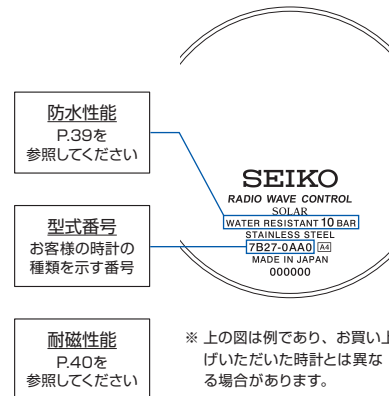 防水性能
P.39を
参照してください
型式番号
お客様の時計の
種類を示す番号
耐磁性能
P.40を
参照してください
SEIKO
RADIO WAVE CONTROL
SOLAR
WATER RESISTANT 10 BAR
STAINLESS STEEL
7B27-0AA0 A4
MADE IN JAPAN
000000
※ 上の図は例であり、お買い上
げいただいた時計とは異な
る場合があります。